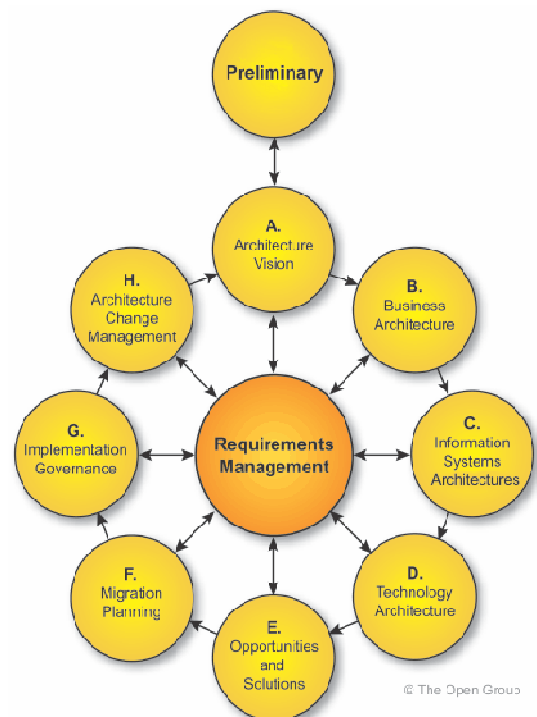 Preliminary
A.
Architecture
Vision
B.
Business
Architecture
C.
Information
Systems
Architectures
D.
Technology
Architecture
E.
Opportunities
and
Solutions
F.
Migration
Planning
G.
Implementation
Governance
H.
Architecture
Change
Management
Requirements
Management
© The Open Group